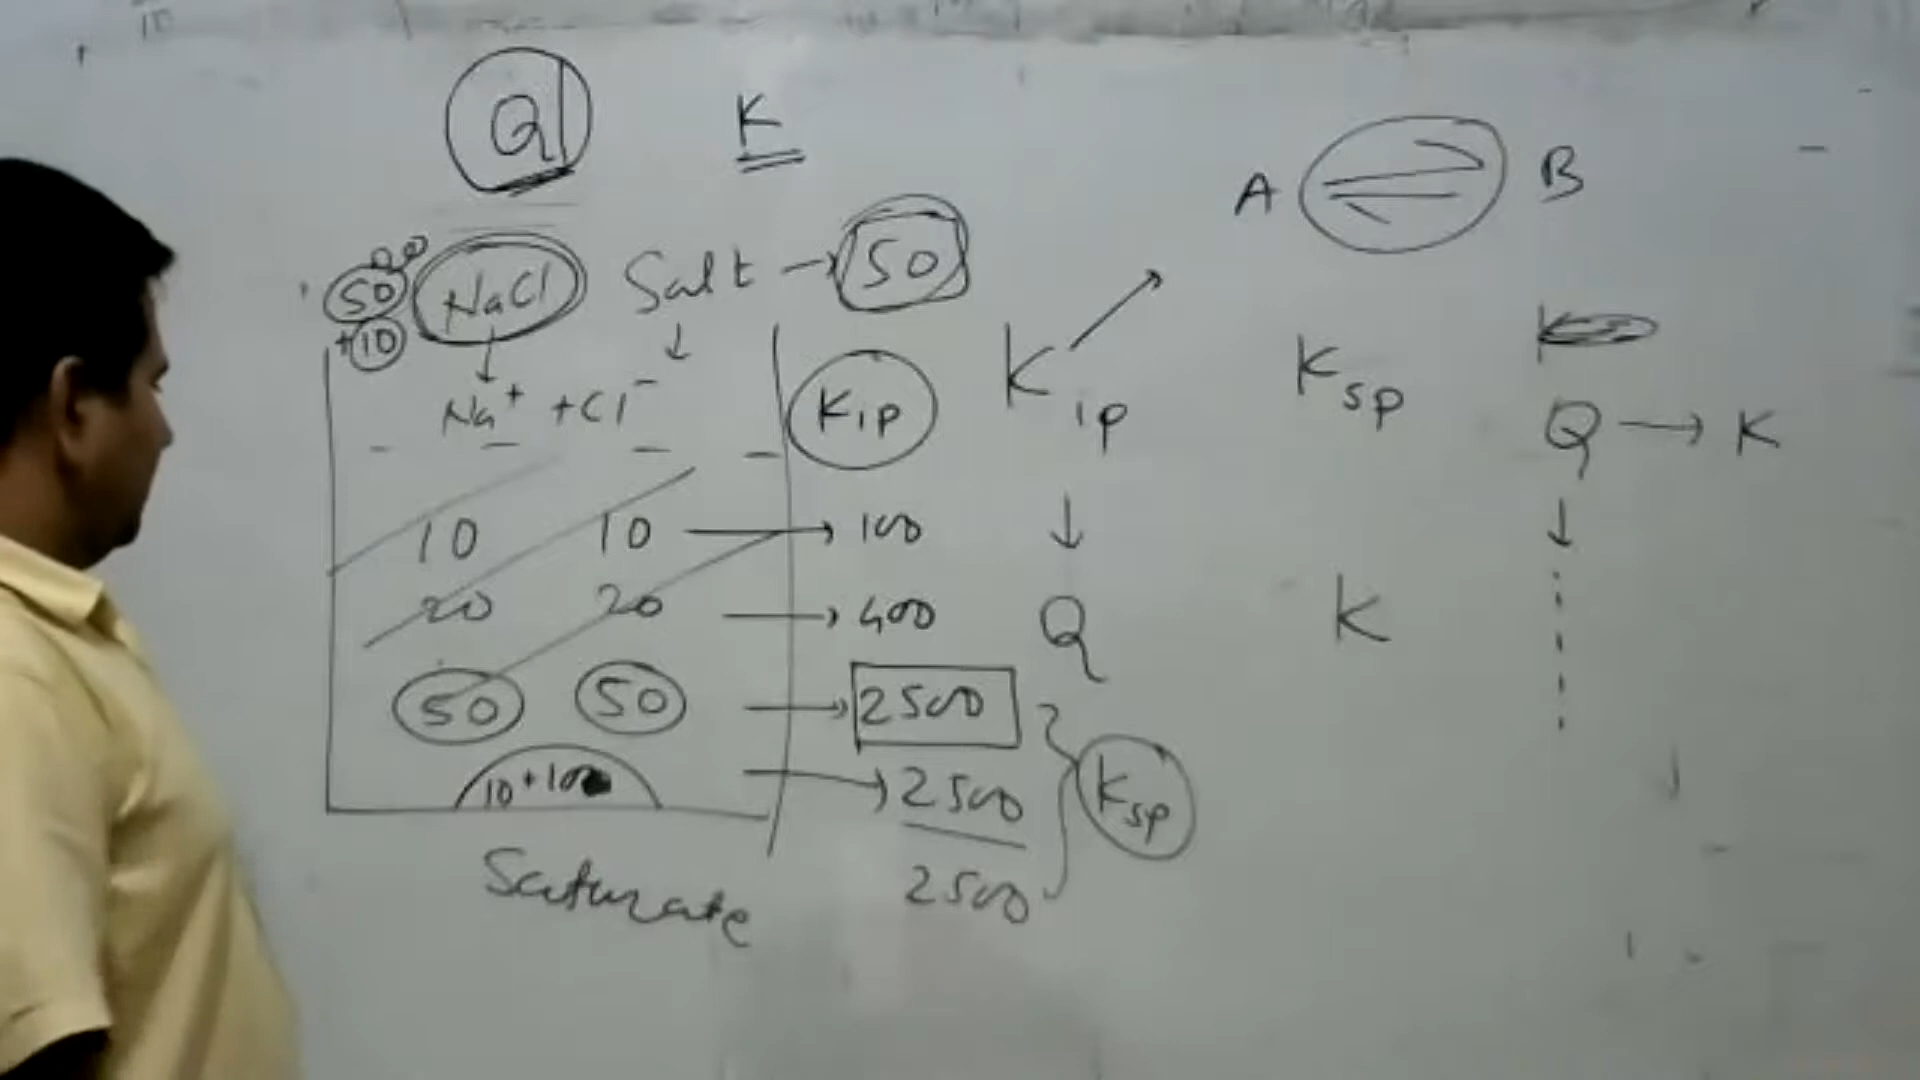 Q K
A ⇌ B
50 NaCl Salt → 50
+10
↓ ↓
Na⁺ + Cl⁻ Kip Kip Ksp
Q → K
10 10 → 100 ↓ ↓
20 20 → 400 Q K
50 50 → 2500
10 + 100 → 2500 Ksp
2500
Saturate